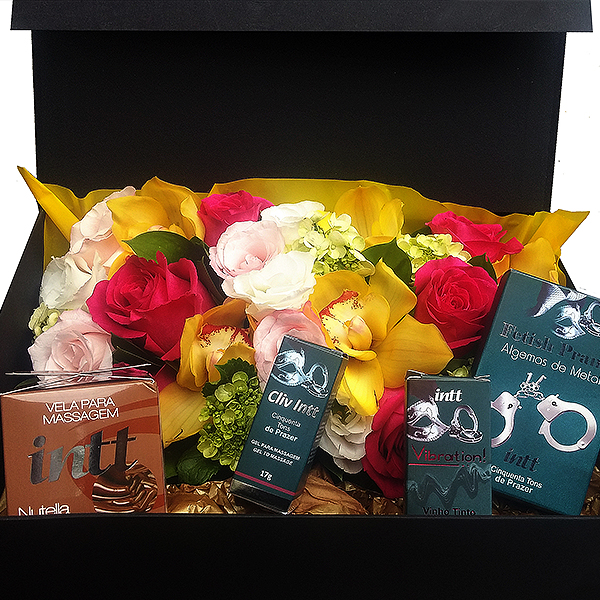 VELA PARA
MASSAGEM
intt
Nutella
Cliv Intt
Cinquenta
Tons
de Prazer
GEL PARA MASSAGEM
GEL TO MASSAGE
17g
intt
Vibration!
Vinho Tinto
Fetish
Algemas de Metal
intt
Cinquenta Tons
de Prazer